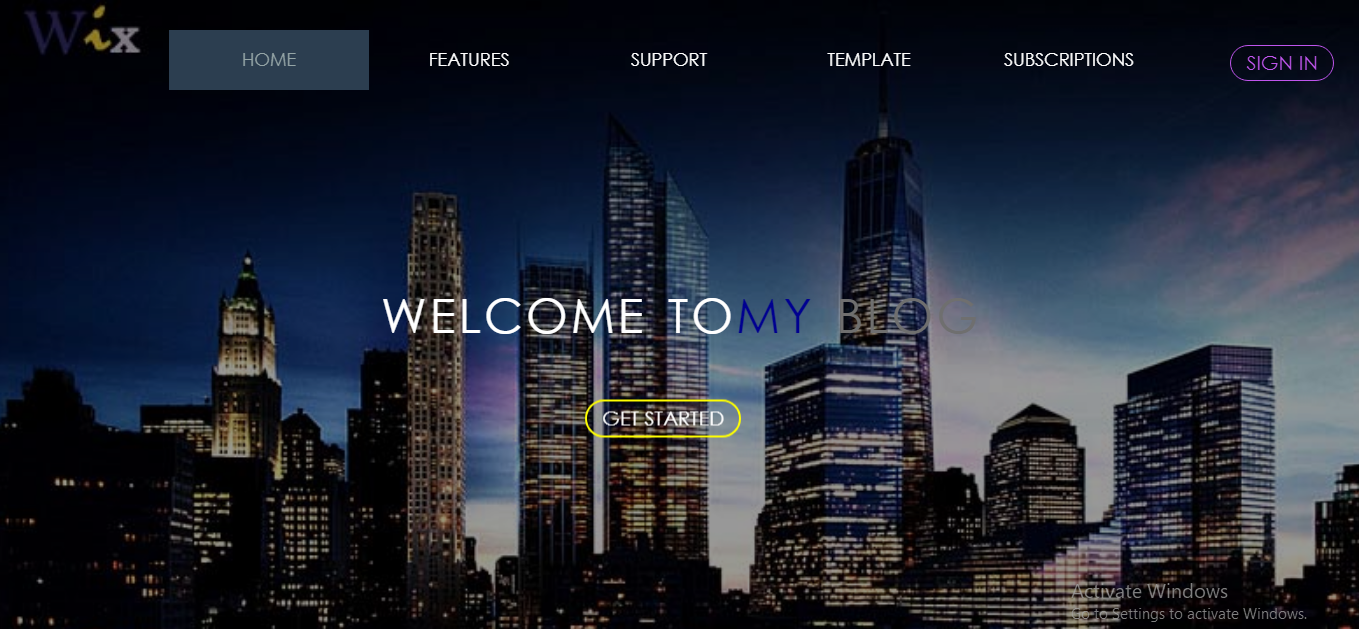 Wix
HOME FEATURES SUPPORT TEMPLATE SUBSCRIPTIONS SIGN IN
WELCOME TOMY BLOG
GET STARTED
Activate Windows
Go to Settings to activate Windows.